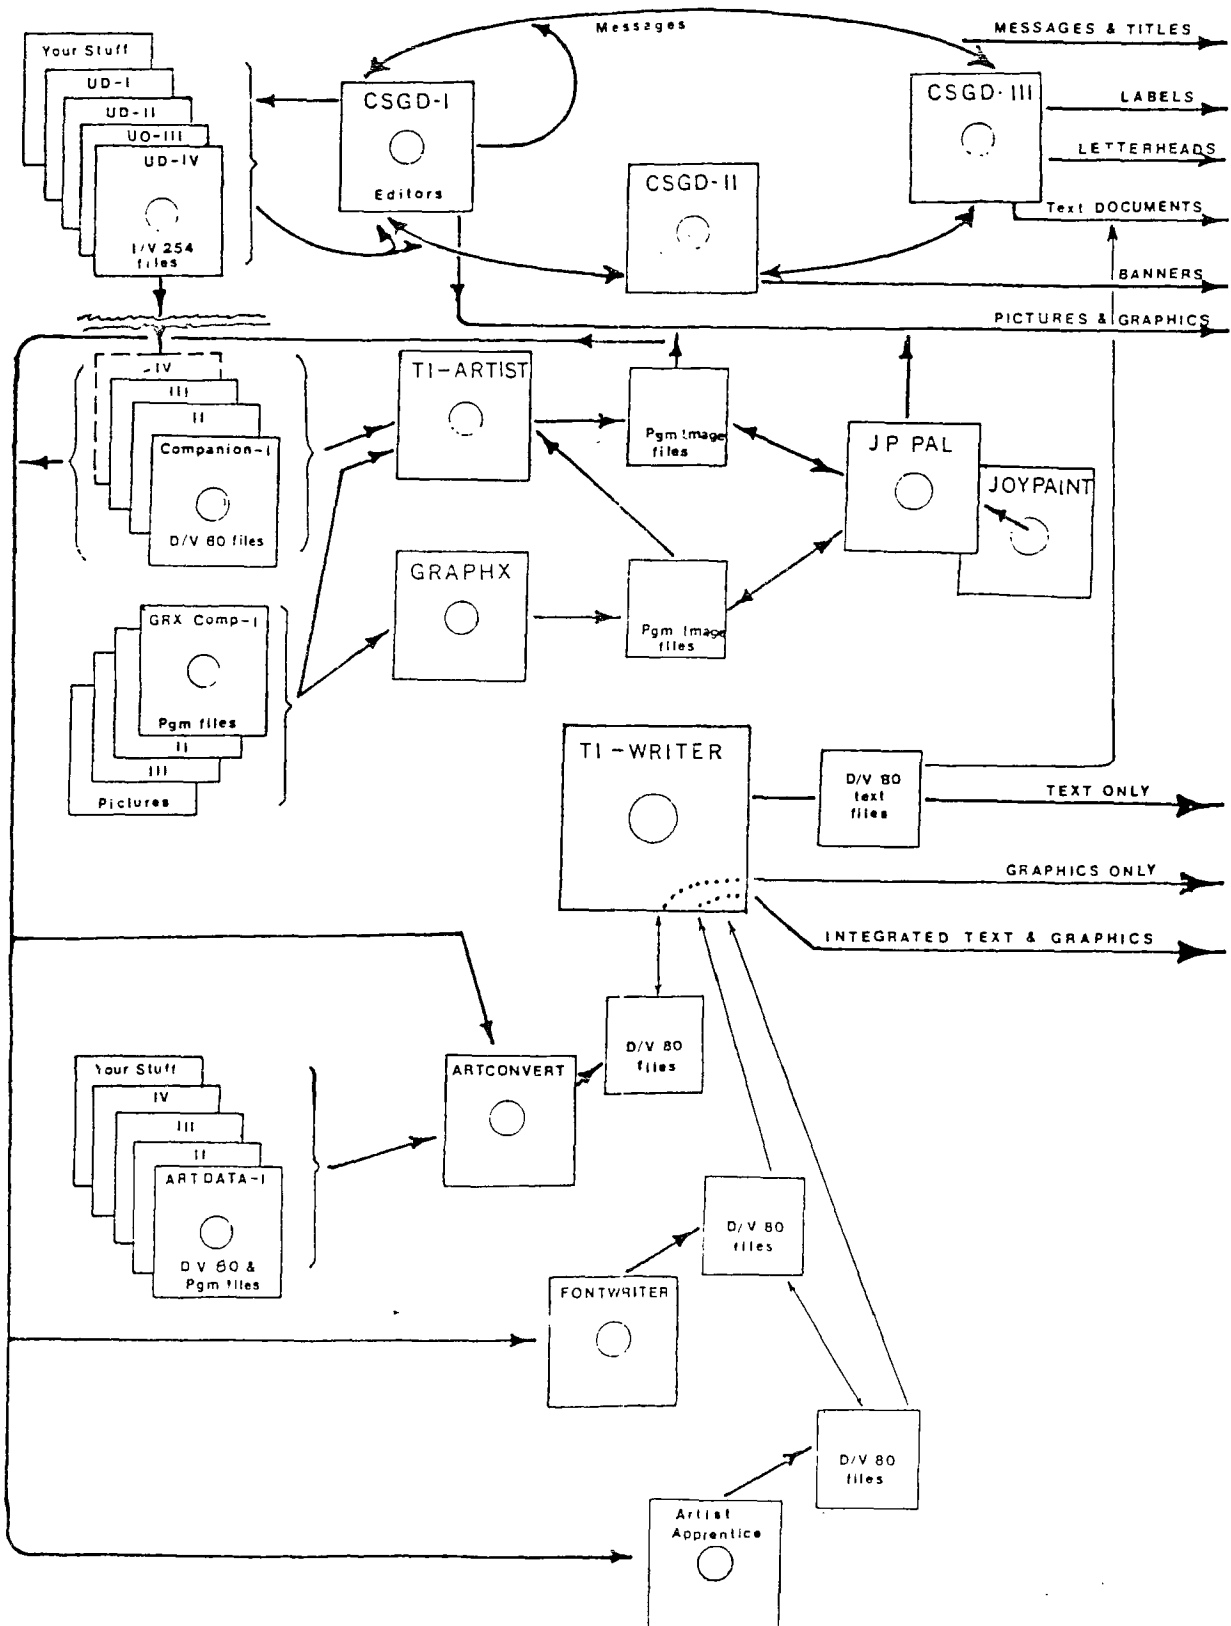 Messages
MESSAGES & TITLES
Your Stuff
UD-I
UD-II
UO-III
UD-IV
I/V 254
files
CSGD-I
Editors
CSGD-II
CSGD-III
LABELS
LETTERHEADS
Text DOCUMENTS
BANNERS
PICTURES & GRAPHICS
IV
III
II
Companion-I
D/V 80 files
TI-ARTIST
Pgm Image
files
JP PAL
JOYPAINT
GRAPHX
Pgm Image
files
GRX Comp-I
Pgm files
II
III
Pictures
TI-WRITER
D/V 80
text
files
TEXT ONLY
GRAPHICS ONLY
INTEGRATED TEXT & GRAPHICS
D/V 80
files
ARTCONVERT
Your Stuff
IV
III
II
ARTDATA-I
D V 80 &
Pgm files
D/V 80
files
FONTWRITER
D/V 80
files
Artist
Apprentice